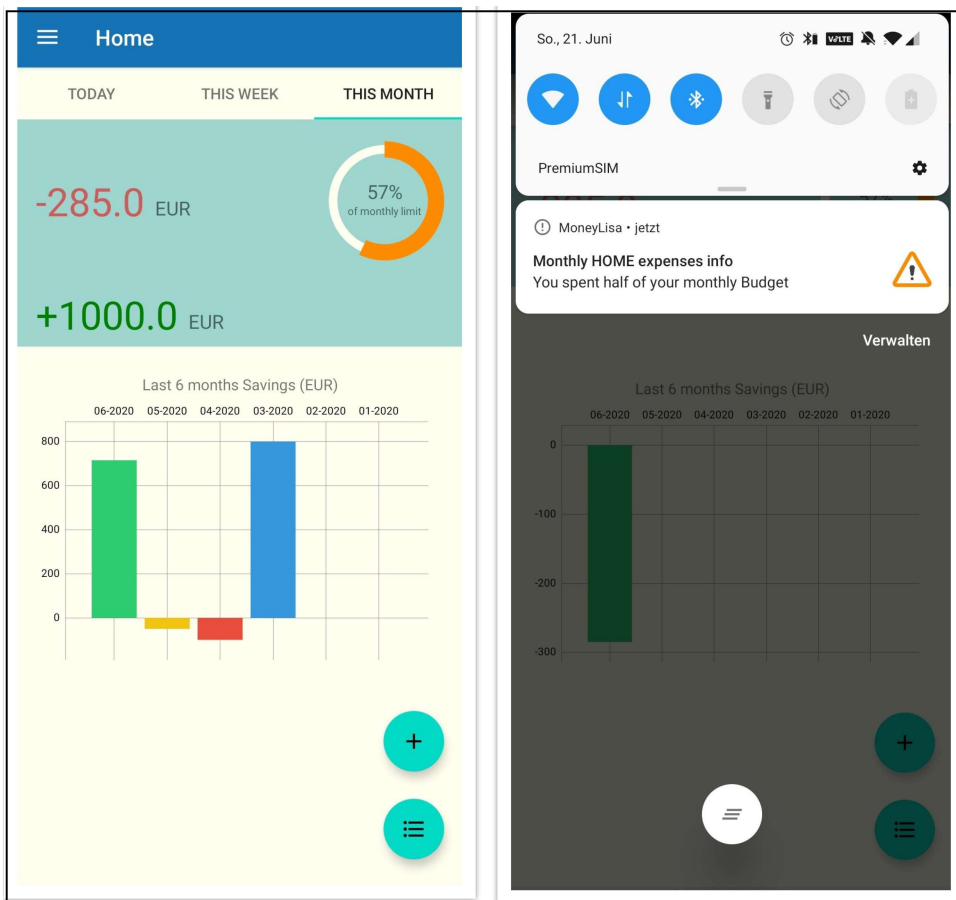 Home
TODAY THIS WEEK THIS MONTH
-285.0 EUR
57%
of monthly limit
+1000.0 EUR
Last 6 months Savings (EUR)
06-2020 05-2020 04-2020 03-2020 02-2020 01-2020
800
600
400
200
0
So., 21. Juni
VoLTE
PremiumSIM
MoneyLisa • jetzt
Monthly HOME expenses info
You spent half of your monthly Budget
Verwalten
Last 6 months Savings (EUR)
06-2020 05-2020 04-2020 03-2020 02-2020 01-2020
0
-100
-200
-300